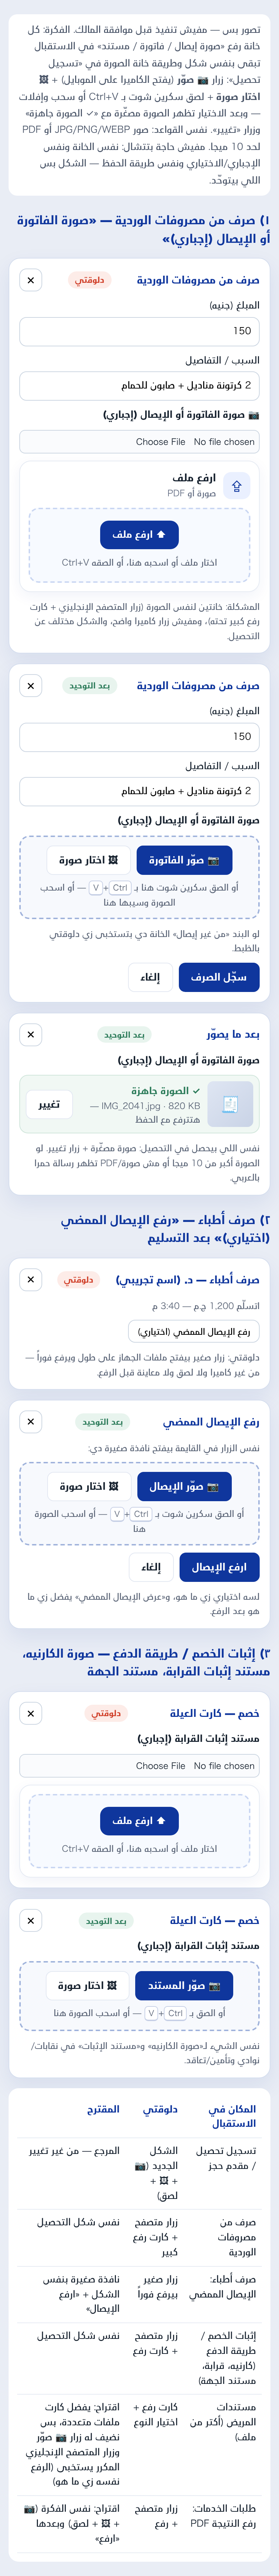 تصور بس — مفيش تنفيذ قبل موافقة المالك. الفكرة: كل
خانة رفع «صورة إيصال / فاتورة / مستند» في الاستقبال
تبقى بنفس شكل وطريقة خانة الصورة في «تسجيل
تحصيل»: زرار 📷 صوّر (يفتح الكاميرا على الموبايل) + 🖼
اختار صورة + لصق سكرين شوت بـ Ctrl+V أو سحب وإفلات
— وبعد الاختيار تظهر الصورة مصغّرة مع «✓ صورة جاهزة»
وزرار «تغيير». نفس القواعد: صور JPG/PNG/WEBP أو PDF
لحد 10 ميجا. مفيش حاجة بتتشال: نفس الخانة ونفس
الإجباري/الاختياري ونفس طريقة الحفظ — الشكل بس
اللي بيتوحّد.
١) صرف من مصروفات الوردية — «صورة الفاتورة
أو الإيصال (إجباري)»
صرف من مصروفات الوردية
دلوقتي
✕
المبلغ (جنيه)
150
السبب / التفاصيل
2 كرتونة مناديل + صابون للحمام
📷 صورة الفاتورة أو الإيصال (إجباري)
Choose File No file chosen
ارفع ملف
صورة أو PDF
⬆ ارفع ملف
اختار ملف أو اسحبه هنا، أو الصقه Ctrl+V
المشكلة: خانتين لنفس الصورة (زرار المتصفح الإنجليزي + كارت
رفع كبير تحته)، ومفيش زرار كاميرا واضح، والشكل مختلف عن
التحصيل.
صرف من مصروفات الوردية
بعد التوحيد
✕
المبلغ (جنيه)
150
السبب / التفاصيل
2 كرتونة مناديل + صابون للحمام
صورة الفاتورة أو الإيصال (إجباري)
📷 صوّر الفاتورة
🖼 اختار صورة
أو الصق سكرين شوت هنا بـ Ctrl+V — أو اسحب
الصورة وسيبها هنا
لو البند «من غير إيصال» الخانة دي بتستخبى زي دلوقتي
بالظبط.
سجّل الصرف
إلغاء
بعد ما يصوّر
بعد التوحيد
✕
صورة الفاتورة أو الإيصال (إجباري)
✓ الصورة جاهزة
IMG_2041.jpg · 820 KB —
هتترفع مع الحفظ
تغيير
نفس اللي بيحصل في التحصيل: صورة مصغّرة + زرار تغيير. لو
الصورة أكبر من 10 ميجا أو مش صورة/PDF تظهر رسالة حمرا
بالعربي.
٢) صرف أطباء — «رفع الإيصال الممضي
(اختياري)» بعد التسليم
صرف أطباء — د. (اسم تجريبي)
دلوقتي
✕
اتسلّم 1,200 ج.م — 3:40 م
رفع الإيصال الممضي (اختياري)
دلوقتي: زرار صغير بيفتح ملفات الجهاز على طول ويرفع فوراً —
من غير كاميرا ولا لصق ولا معاينة قبل الرفع.
رفع الإيصال الممضي
بعد التوحيد
✕
نفس الزرار في القايمة بيفتح نافذة صغيرة دي:
📷 صوّر الإيصال
🖼 اختار صورة
أو الصق سكرين شوت بـ Ctrl+V — أو اسحب الصورة
هنا
ارفع الإيصال
إلغاء
لسه اختياري زي ما هو، و«عرض الإيصال الممضي» يفضل زي ما
هو بعد الرفع.
٣) إثبات الخصم / طريقة الدفع — صورة الكارنيه،
مستند إثبات القرابة، مستند الجهة
خصم — كارت العيلة
دلوقتي
✕
مستند إثبات القرابة (إجباري)
Choose File No file chosen
⬆ ارفع ملف
اختار ملف أو اسحبه هنا، أو الصقه Ctrl+V
خصم — كارت العيلة
بعد التوحيد
✕
مستند إثبات القرابة (إجباري)
📷 صوّر المستند
🖼 اختار صورة
أو الصق بـ Ctrl+V — أو اسحب الصورة هنا
نفس الشيء لـ«صورة الكارنيه» و«مستند الإثبات» في نقابات/
نوادي وتأمين/تعاقد.
المكان في
الاستقبال
دلوقتي
المقترح
تسجيل تحصيل
/ مقدم حجز
الشكل
الجديد (📷
+ 🖼 +
لصق)
المرجع — من غير تغيير
صرف من
مصروفات
الوردية
زرار متصفح
+ كارت رفع
كبير
نفس شكل التحصيل
صرف أطباء:
الإيصال الممضي
زرار صغير
بيرفع فوراً
نافذة صغيرة بنفس
الشكل + «ارفع
الإيصال»
إثبات الخصم /
طريقة الدفع
(كارنيه، قرابة،
مستند الجهة)
زرار متصفح
+ كارت رفع
نفس شكل التحصيل
مستندات
المريض (أكتر من
ملف)
كارت رفع +
اختيار النوع
اقتراح: يفضل كارت
ملفات متعددة، بس
نضيف له زرار 📷 صوّر
وزرار المتصفح الإنجليزي
المكرر يستخبى (الرفع
نفسه زي ما هو)
طلبات الخدمات:
رفع النتيجة PDF
زرار متصفح
+ رفع
اقتراح: نفس الفكرة (📷
+ 🖼 + لصق) وبعدها
«ارفع»